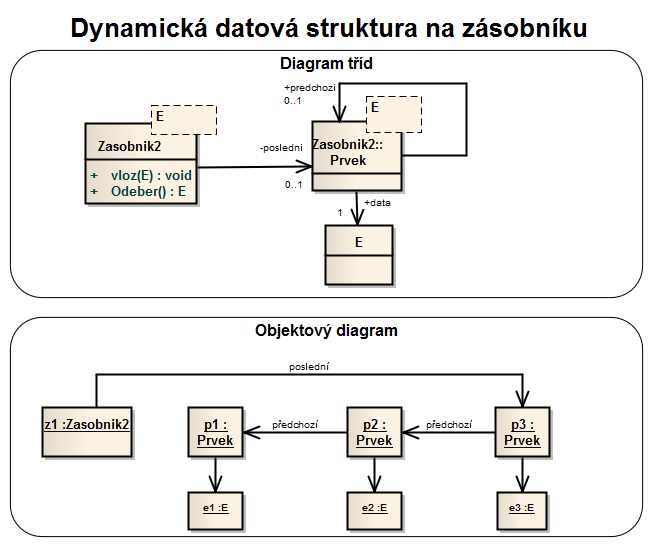 Dynamická datová struktura na zásobníku
Diagram tříd
+predchozi
0..1
E
E
Zasobnik2
-poslední
0..1
Zasobnik2::
Prvek
+ vloz(E) : void
+ Odeber() : E
+data
1
E
Objektový diagram
poslední
z1 :Zasobnik2
p1 :
Prvek
předchozí
p2 :
Prvek
předchozí
p3 :
Prvek
e1 :E
e2 :E
e3 :E